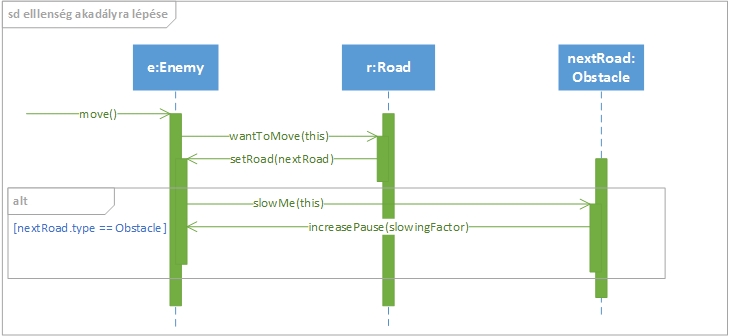 sd elllenség akadályra lépése
e:Enemy
r:Road
nextRoad:
Obstacle
move()
wantToMove(this)
setRoad(nextRoad)
alt
slowMe(this)
[nextRoad.type == Obstacle]
increasePause(slowingFactor)